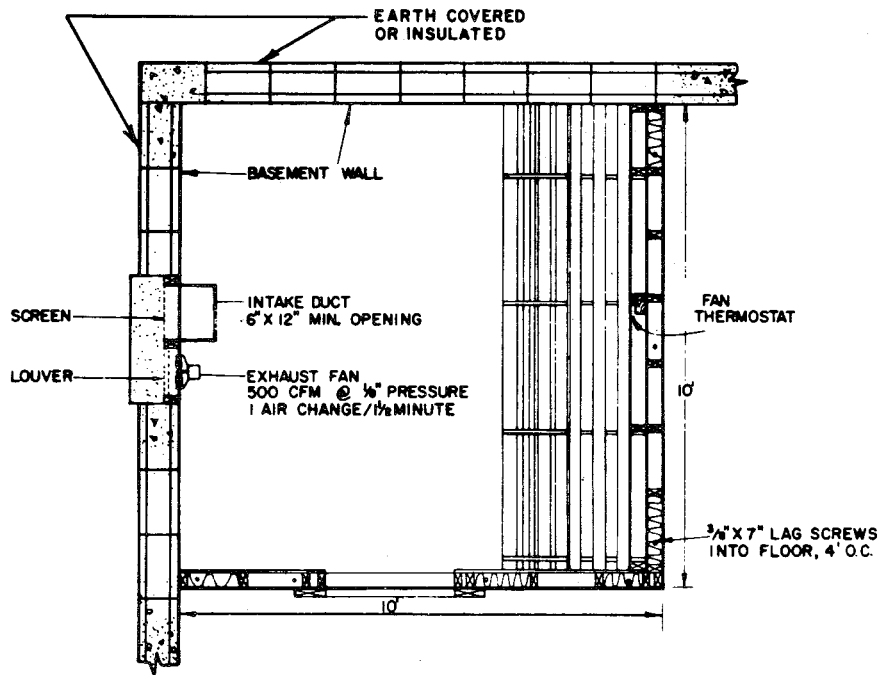 EARTH COVERED
OR INSULATED
BASEMENT WALL
INTAKE DUCT
6" X 12" MIN. OPENING
SCREEN
FAN
THERMOSTAT
LOUVER
EXHAUST FAN
500 CFM @ ⅛" PRESSURE
1 AIR CHANGE/1½ MINUTE
10'
⅜" X 7" LAG SCREWS
INTO FLOOR, 4' O.C.
10'